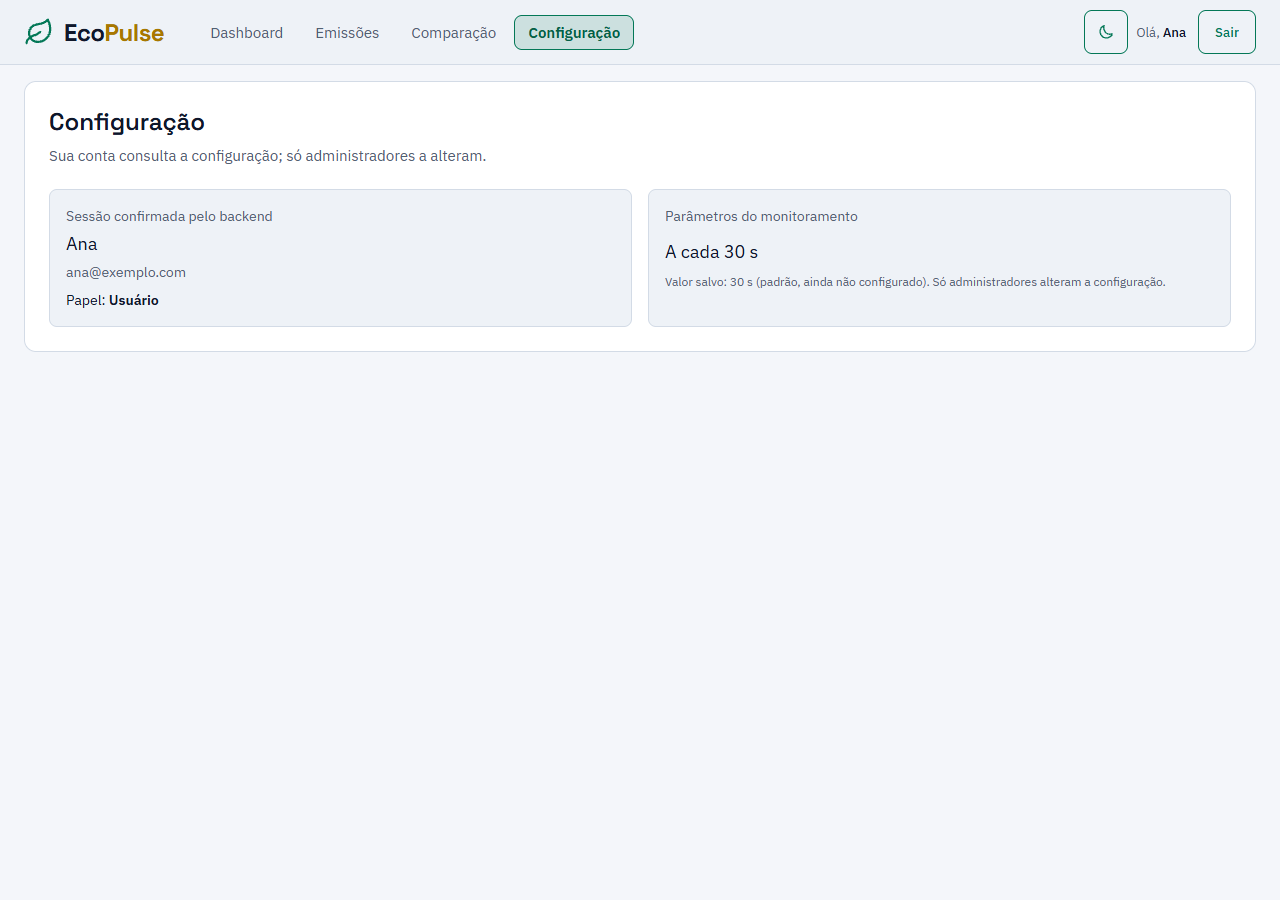 EcoPulse
Dashboard
Emissões
Comparação
Configuração
Olá, Ana
Sair
Configuração
Sua conta consulta a configuração; só administradores a alteram.
Sessão confirmada pelo backend
Ana
ana@exemplo.com
Papel: Usuário
Parâmetros do monitoramento
A cada 30 s
Valor salvo: 30 s (padrão, ainda não configurado). Só administradores alteram a configuração.